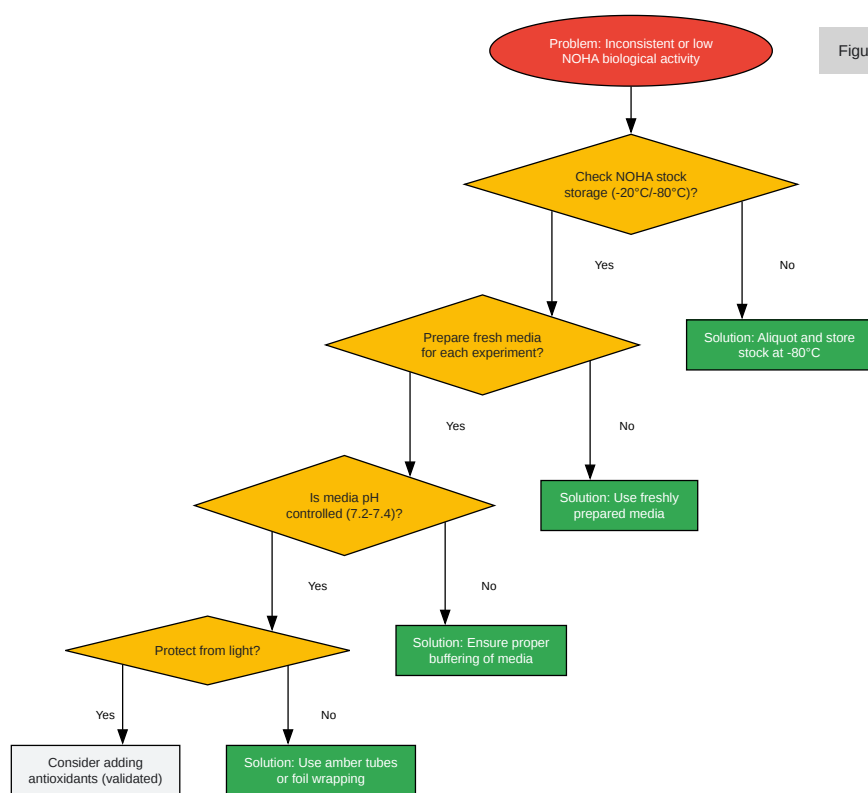 Problem: Inconsistent or low
NOHA biological activity
Figu
Check NOHA stock
storage (-20°C/-80°C)?
Yes
No
Prepare fresh media
for each experiment?
Solution: Aliquot and store
stock at -80°C
Yes
No
Is media pH
controlled (7.2-7.4)?
Solution: Use freshly
prepared media
Yes
No
Protect from light?
Solution: Ensure proper
buffering of media
Yes
No
Consider adding
antioxidants (validated)
Solution: Use amber tubes
or foil wrapping